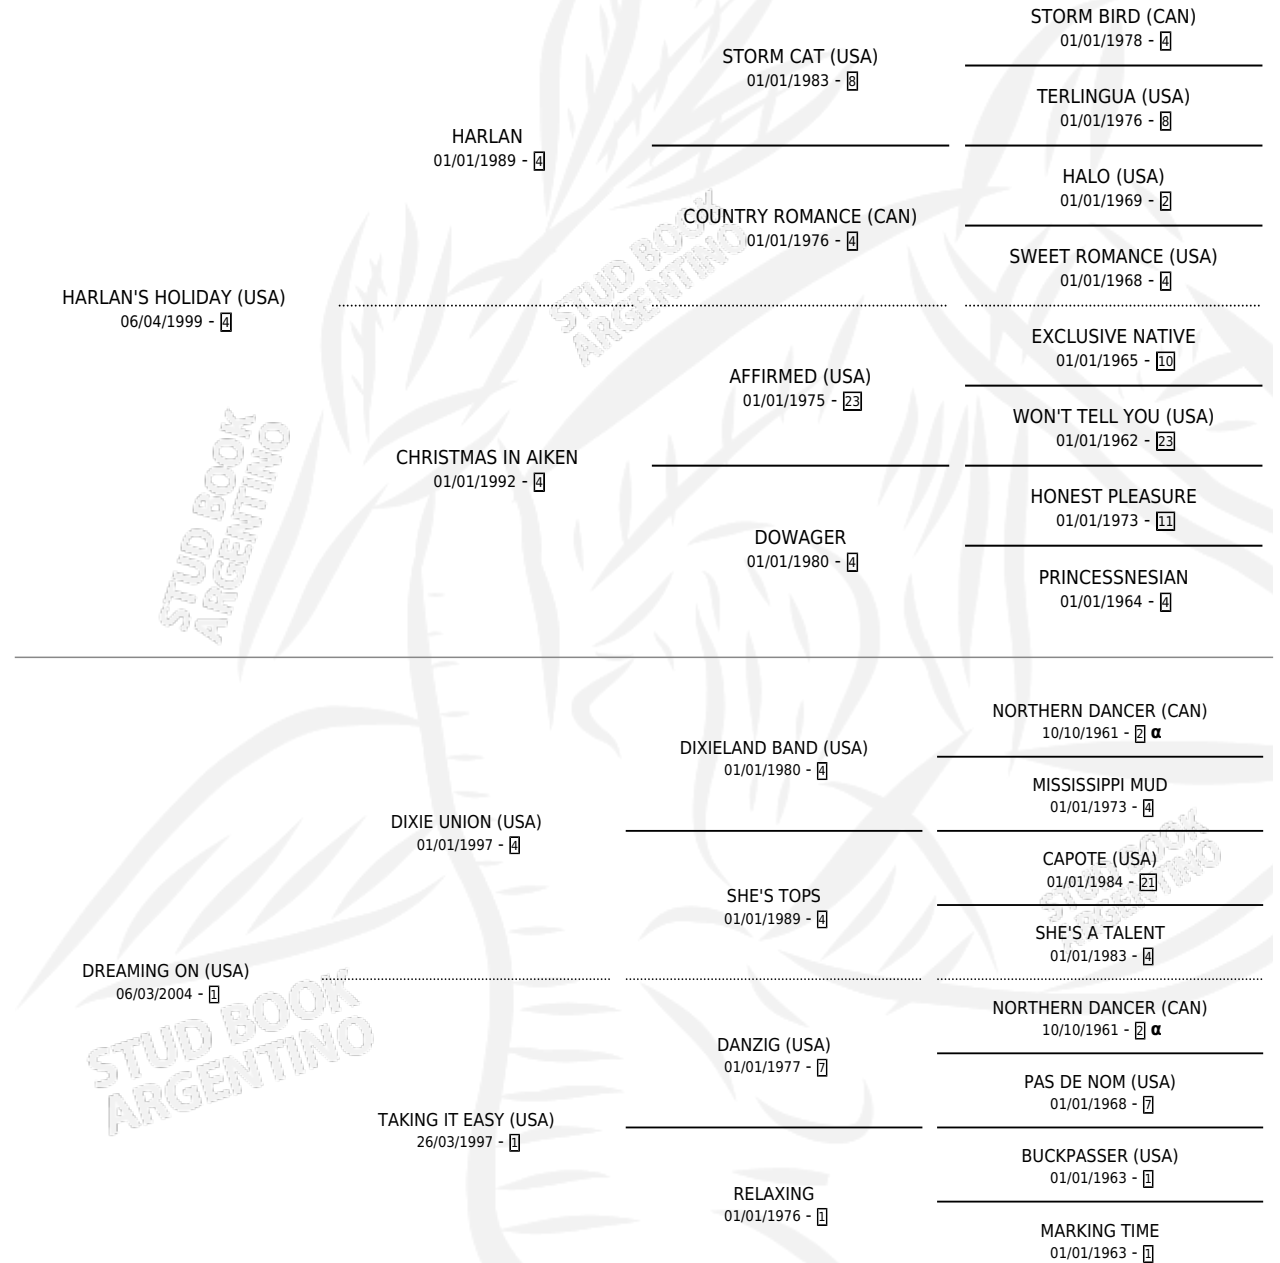 STORM BIRD (CAN)
01/01/1978 - 4
STORM CAT (USA)
01/01/1983 - 8
TERLINGUA (USA)
01/01/1976 - 8
HARLAN
01/01/1989 - 4
HALO (USA)
01/01/1969 - 2
COUNTRY ROMANCE (CAN)
01/01/1976 - 4
SWEET ROMANCE (USA)
01/01/1968 - 4
HARLAN'S HOLIDAY (USA)
06/04/1999 - 4
EXCLUSIVE NATIVE
01/01/1965 - 10
AFFIRMED (USA)
01/01/1975 - 23
WON'T TELL YOU (USA)
01/01/1962 - 23
CHRISTMAS IN AIKEN
01/01/1992 - 4
HONEST PLEASURE
01/01/1973 - 11
DOWAGER
01/01/1980 - 4
PRINCESSNESIAN
01/01/1964 - 4
NORTHERN DANCER (CAN)
10/10/1961 - 2 α
DIXIELAND BAND (USA)
01/01/1980 - 4
MISSISSIPPI MUD
01/01/1973 - 4
DIXIE UNION (USA)
01/01/1997 - 4
CAPOTE (USA)
01/01/1984 - 21
SHE'S TOPS
01/01/1989 - 4
SHE'S A TALENT
01/01/1983 - 4
DREAMING ON (USA)
06/03/2004 - 1
NORTHERN DANCER (CAN)
10/10/1961 - 2 α
DANZIG (USA)
01/01/1977 - 7
PAS DE NOM (USA)
01/01/1968 - 7
TAKING IT EASY (USA)
26/03/1997 - 1
BUCKPASSER (USA)
01/01/1963 - 1
RELAXING
01/01/1976 - 1
MARKING TIME
01/01/1963 - 1
STUD BOOK
ARGENTINO
STUD BOOK
ARGENTINO
STUD BOOK
ARGENTINO
STUD BOOK
ARGENTINO